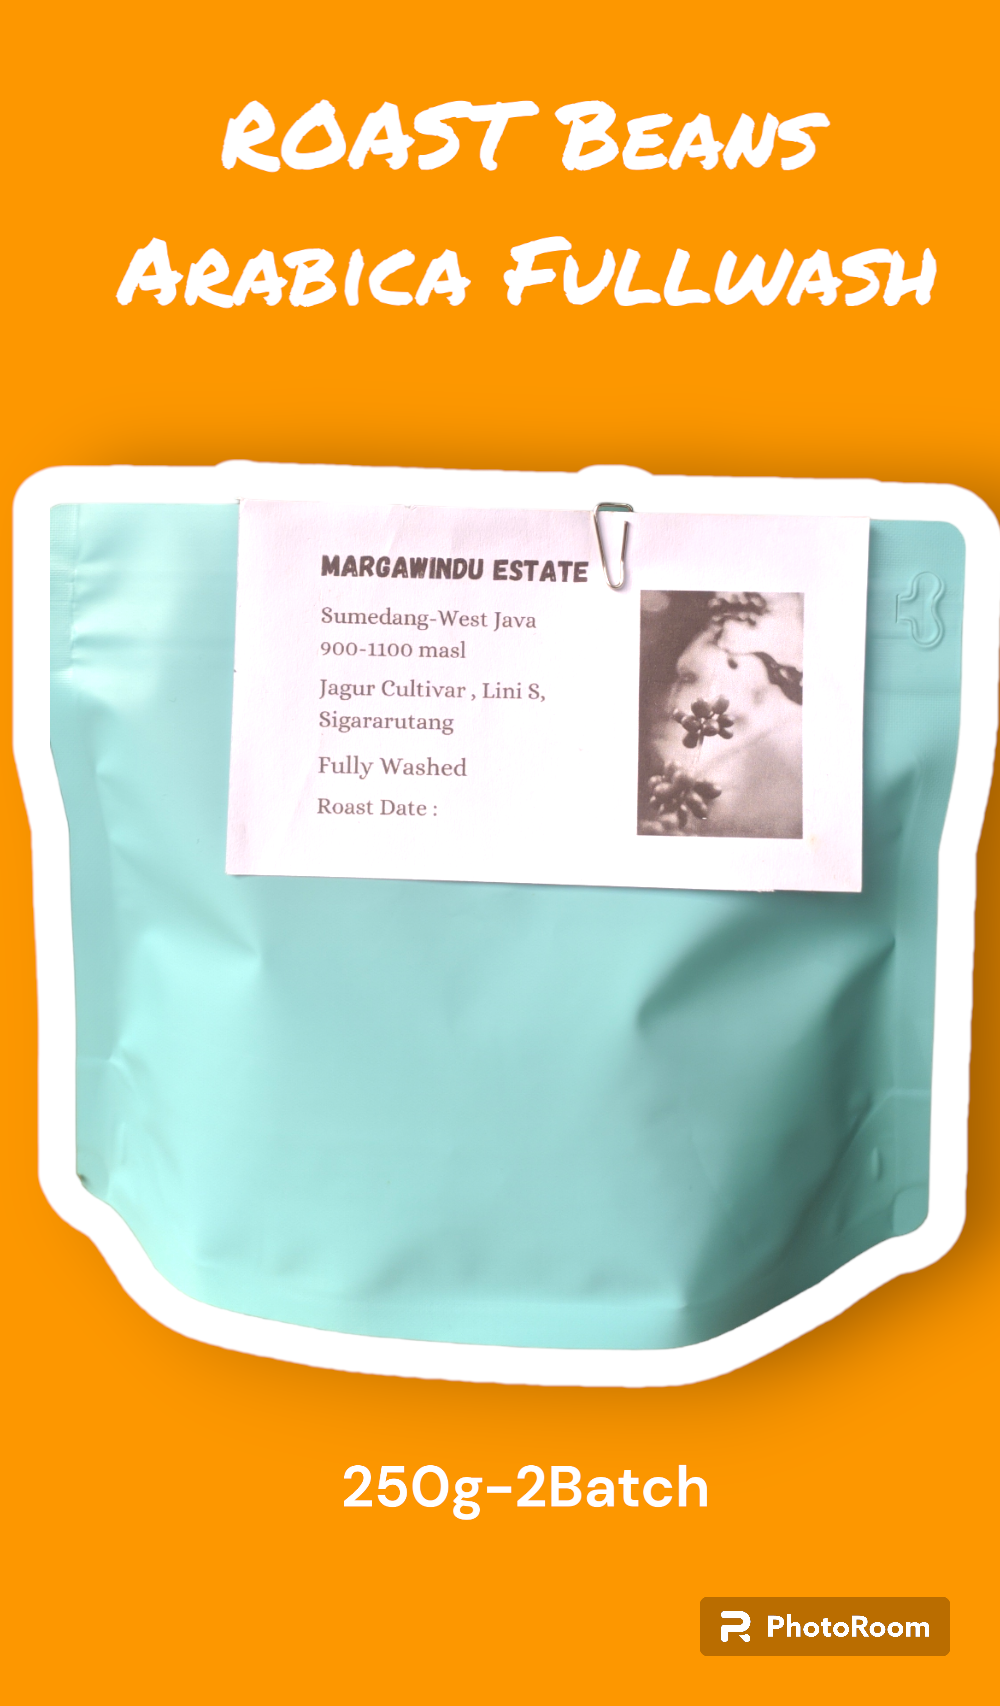 ROAST BEANS
ARABICA FULLWASH
MARGAWINDU ESTATE
Sumedang-West Java
900-1100 masl
Jagur Cultivar , Lini S,
Sigararutang
Fully Washed
Roast Date :
250g-2Batch
PhotoRoom